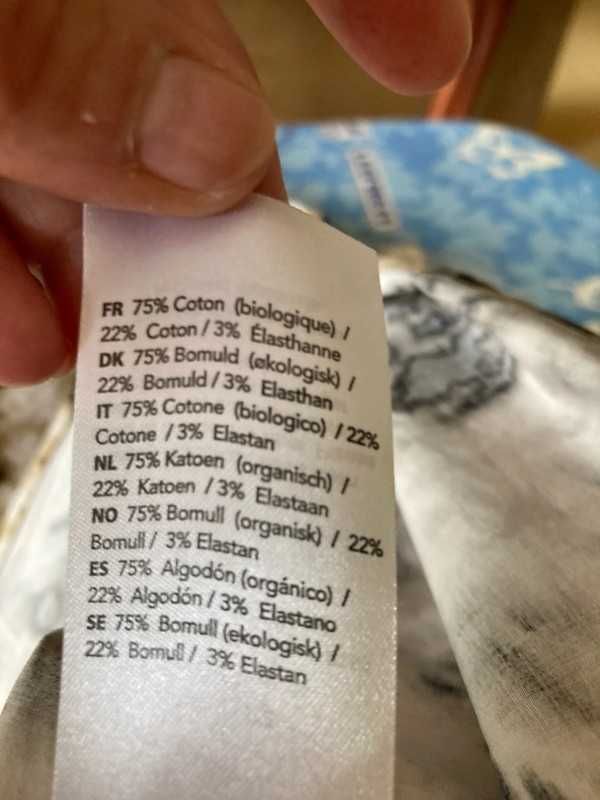 FR 75% Coton (biologique) /
22% Coton / 3% Élasthanne
DK 75% Bomuld (økologisk) /
22% Bomuld / 3% Elasthan
IT 75% Cotone (biologico) / 22%
Cotone / 3% Elastan
NL 75% Katoen (organisch) /
22% Katoen / 3% Elastaan
NO 75% Bomull (organisk) / 22%
Bomull / 3% Elastan
ES 75% Algodón (orgánico) /
22% Algodón / 3% Elastano
SE 75% Bomull (ekologisk) /
22% Bomull / 3% Elastan